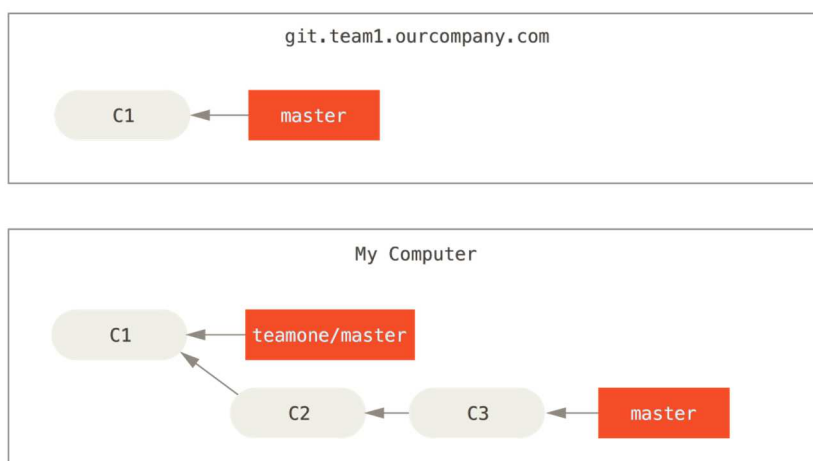 git.team1.ourcompany.com
C1 master
My Computer
C1 teamone/master
C2 C3 master